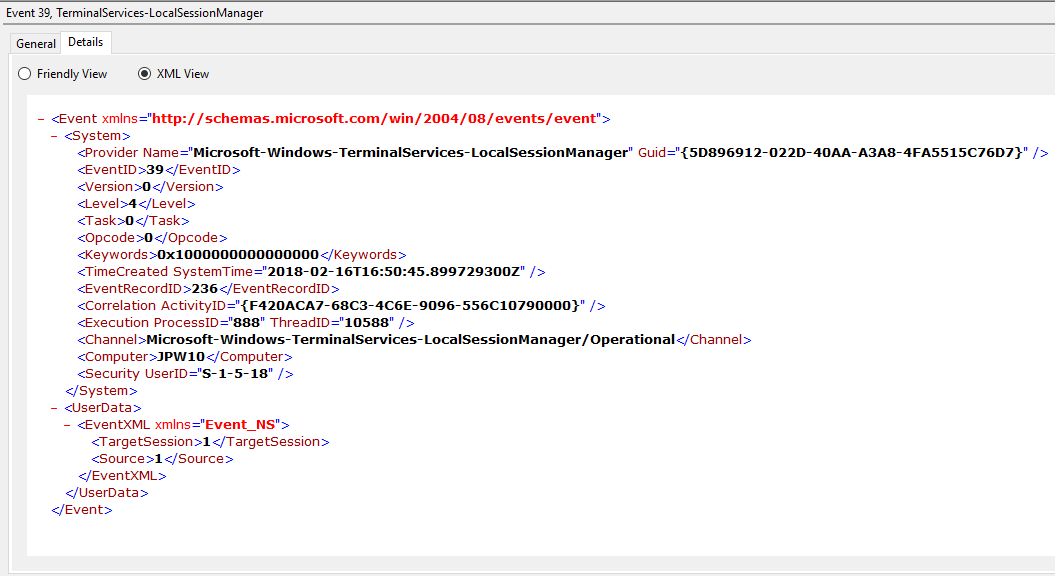 Event 39, TerminalServices-LocalSessionManager
General Details
Friendly View XML View
– <Event xmlns="http://schemas.microsoft.com/win/2004/08/events/event">
– <System>
<Provider Name="Microsoft-Windows-TerminalServices-LocalSessionManager" Guid="{5D896912-022D-40AA-A3A8-4FA5515C76D7}" />
<EventID>39</EventID>
<Version>0</Version>
<Level>4</Level>
<Task>0</Task>
<Opcode>0</Opcode>
<Keywords>0x1000000000000000</Keywords>
<TimeCreated SystemTime="2018-02-16T16:50:45.899729300Z" />
<EventRecordID>236</EventRecordID>
<Correlation ActivityID="{F420ACA7-68C3-4C6E-9096-556C10790000}" />
<Execution ProcessID="888" ThreadID="10588" />
<Channel>Microsoft-Windows-TerminalServices-LocalSessionManager/Operational</Channel>
<Computer>JPW10</Computer>
<Security UserID="S-1-5-18" />
</System>
– <UserData>
– <EventXML xmlns="Event_NS">
<TargetSession>1</TargetSession>
<Source>1</Source>
</EventXML>
</UserData>
</Event>